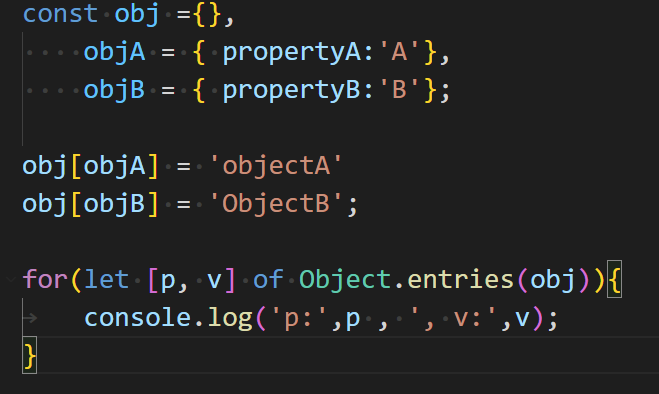 const obj ={},
    objA = { propertyA:'A'},
    objB = { propertyB:'B'};
obj[objA] = 'objectA'
obj[objB] = 'ObjectB';
for(let [p, v] of Object.entries(obj)){
    console.log('p:',p , ', v:',v);
}